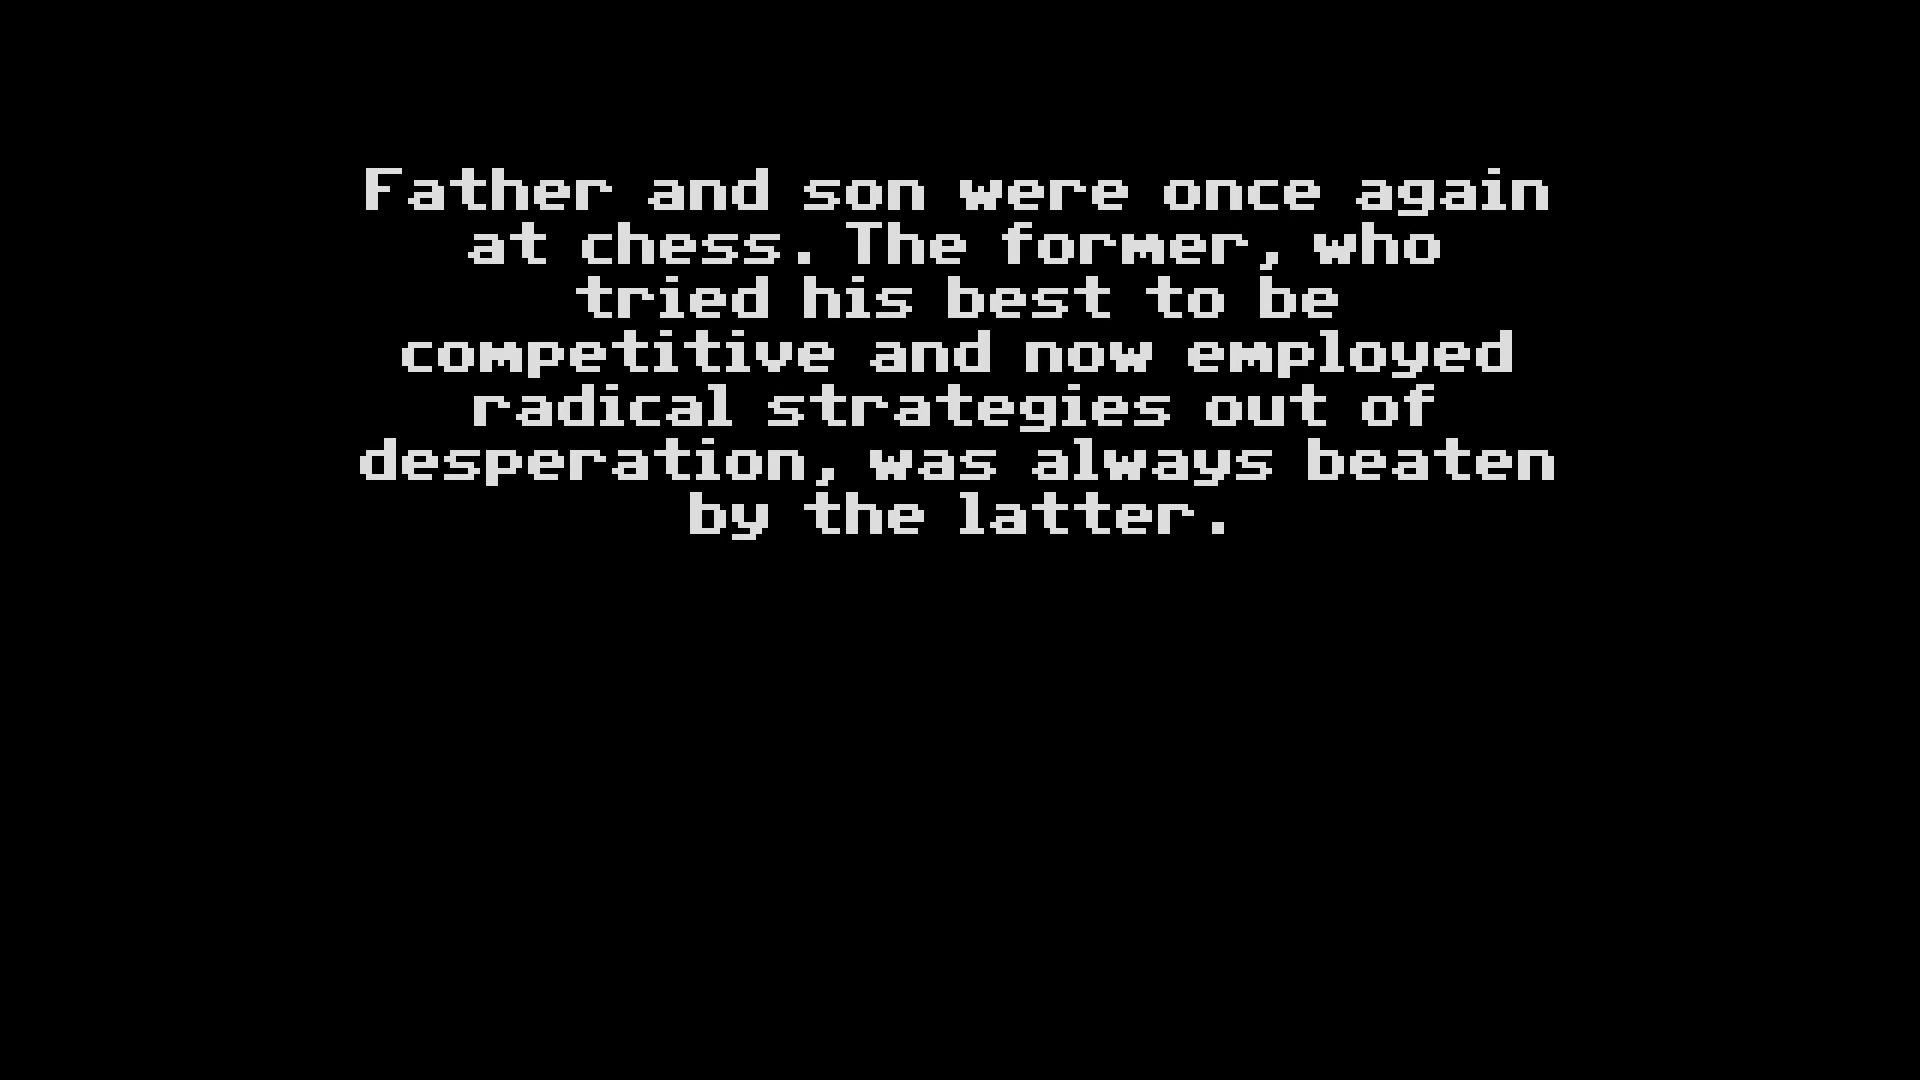 Father and son were once again
at chess. The former, who
tried his best to be
competitive and now employed
radical strategies out of
desperation, was always beaten
by the latter.